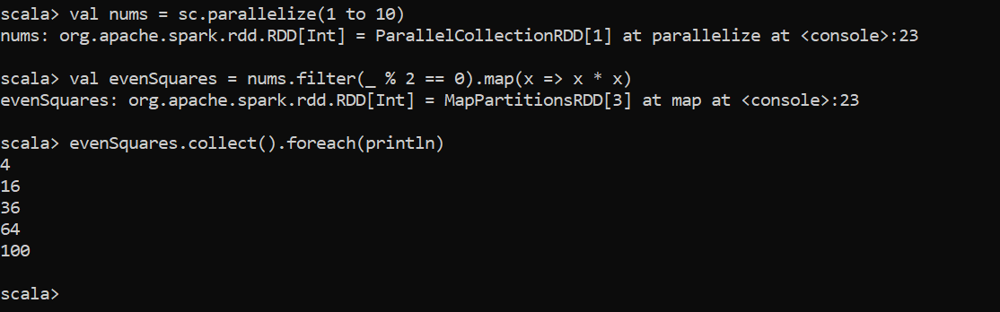 scala> val nums = sc.parallelize(1 to 10)
nums: org.apache.spark.rdd.RDD[Int] = ParallelCollectionRDD[1] at parallelize at <console>:23
scala> val evenSquares = nums.filter(_ % 2 == 0).map(x => x * x)
evenSquares: org.apache.spark.rdd.RDD[Int] = MapPartitionsRDD[3] at map at <console>:23
scala> evenSquares.collect().foreach(println)
4
16
36
64
100
scala>